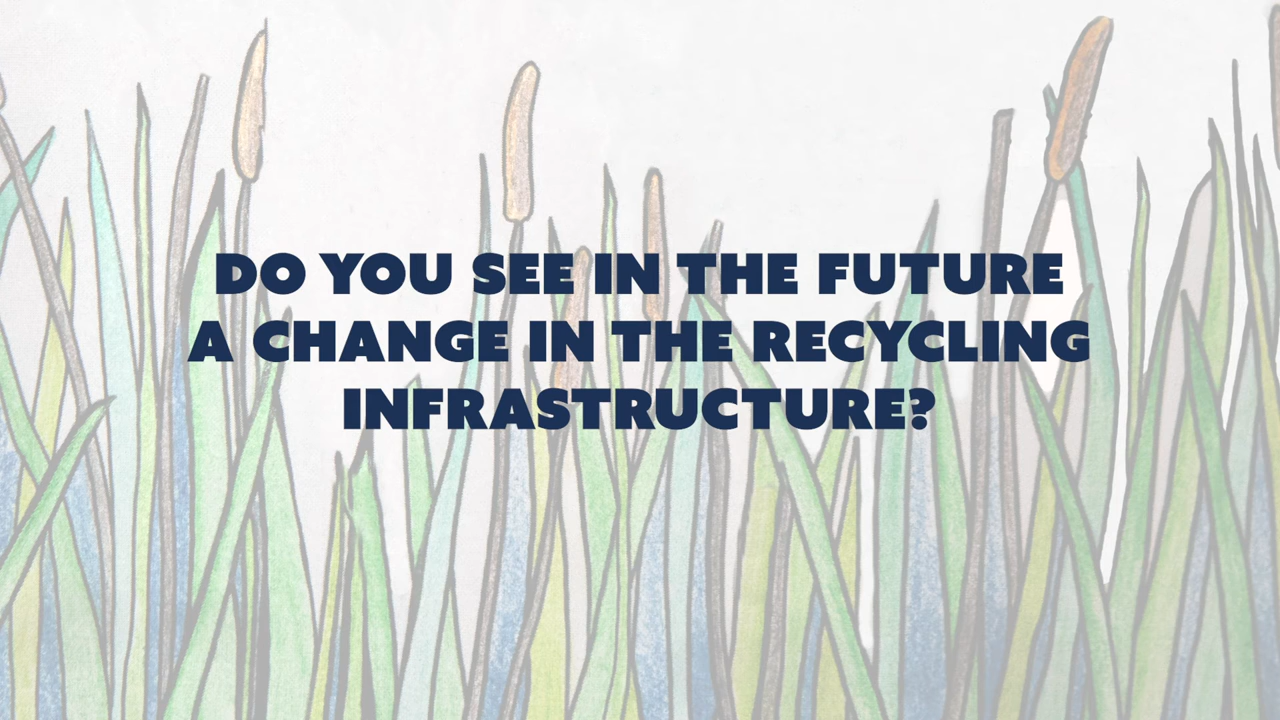 DO YOU SEE IN THE FUTURE
A CHANGE IN THE RECYCLING
INFRASTRUCTURE?